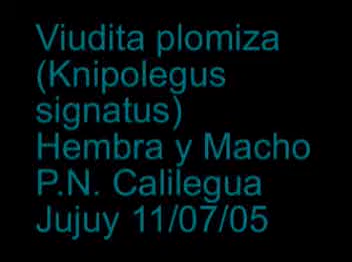 Viudita plomiza
(Knipolegus
signatus)
Hembra y Macho
P.N. Calilegua
Jujuy 11/07/05